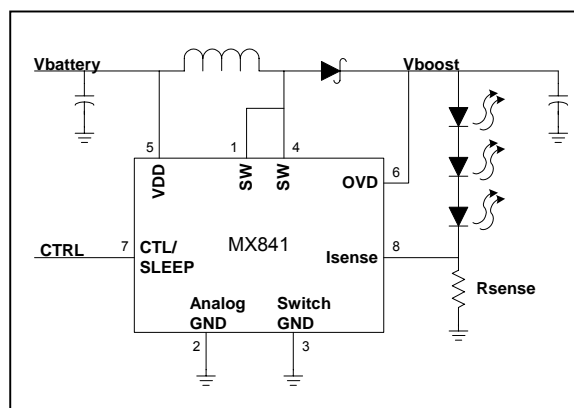 Vbattery
Vboost
5
1
4
VDD
SW
SW
6
OVD
CTRL
7
CTL/
SLEEP
MX841
Isense
8
Rsense
Analog
GND
Switch
GND
2
3